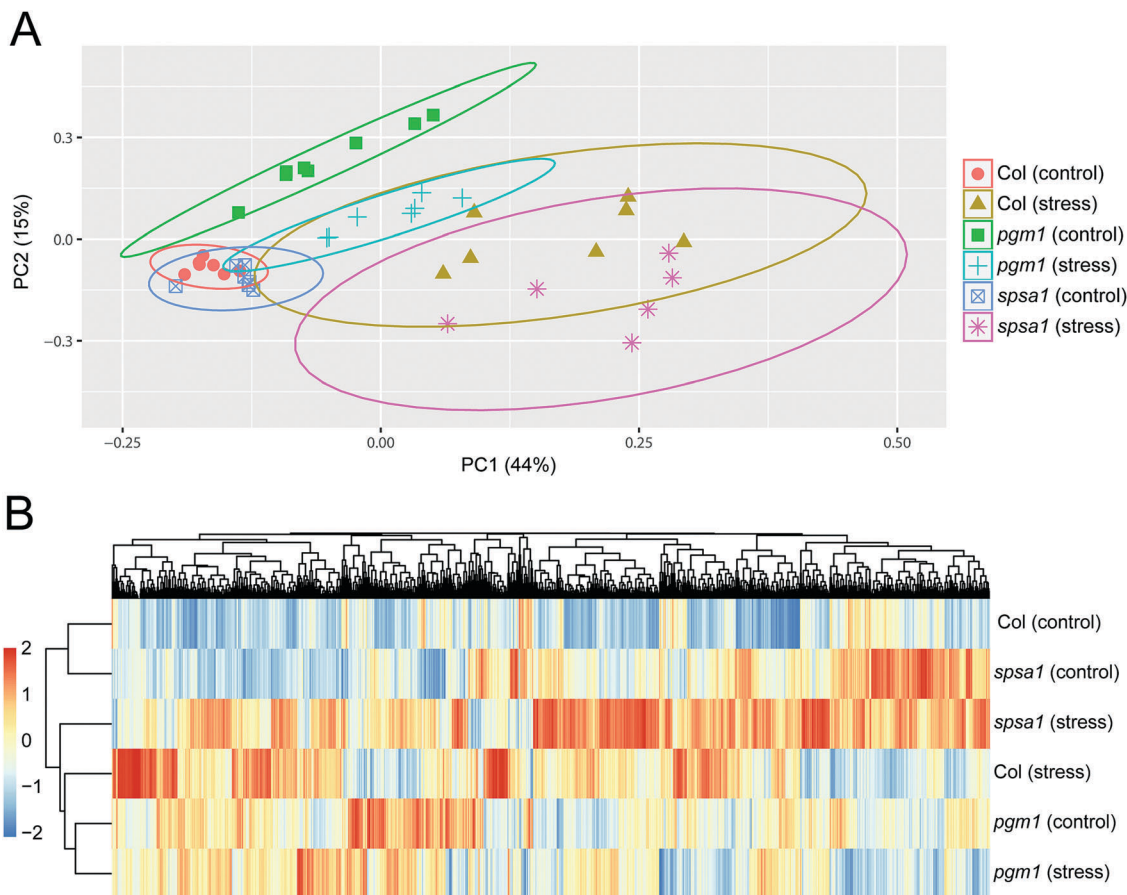 A
PC2 (15%)
0.3
0.0
−0.3
−0.25
0.00
0.25
0.50
PC1 (44%)
Col (control)
Col (stress)
pgm1 (control)
pgm1 (stress)
spsa1 (control)
spsa1 (stress)
B
2
1
0
−1
−2
Col (control)
spsa1 (control)
spsa1 (stress)
Col (stress)
pgm1 (control)
pgm1 (stress)